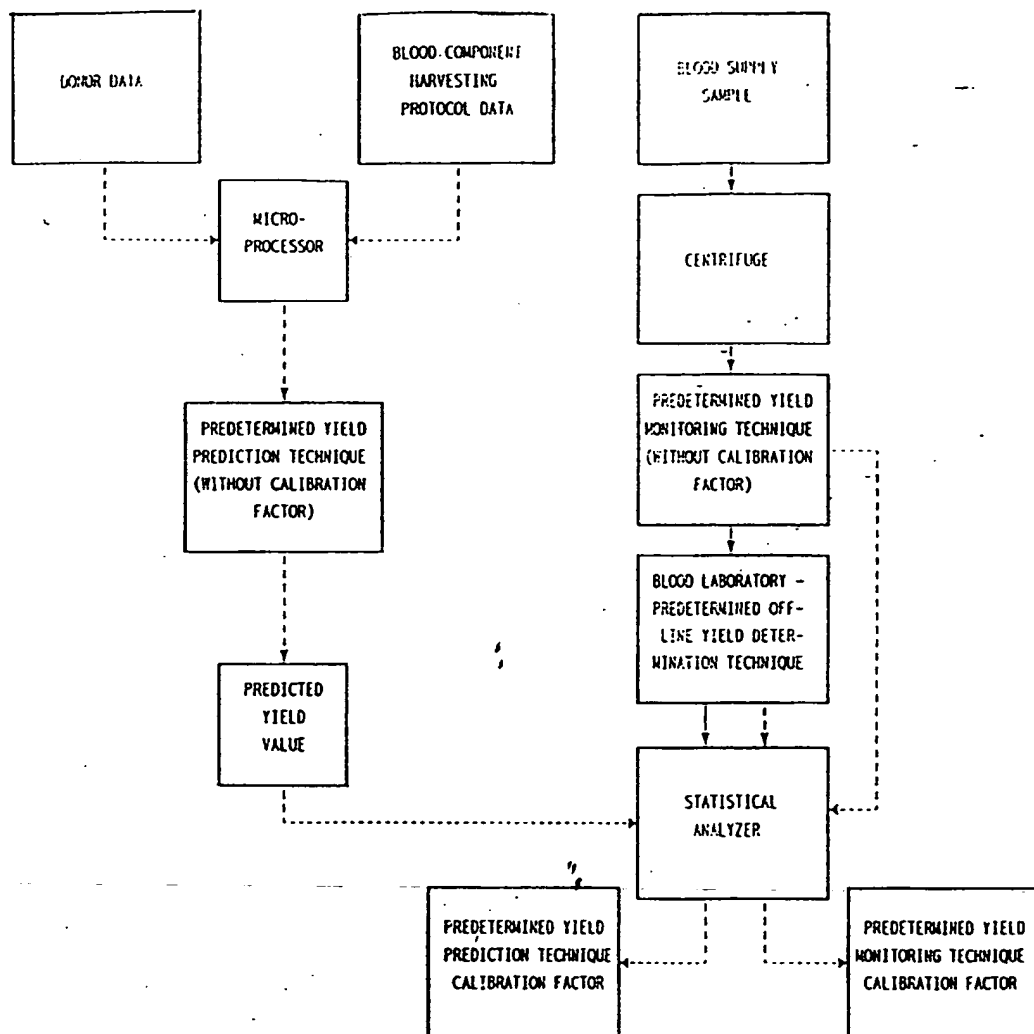 DONOR DATA
BLOOD-COMPONENT
HARVESTING
PROTOCOL DATA
BLOOD SUPPLY
SAMPLE
MICRO-
PROCESSOR
CENTRIFUGE
PREDETERMINED YIELD
PREDICTION TECHNIQUE
(WITHOUT CALIBRATION
FACTOR)
PREDETERMINED YIELD
MONITORING TECHNIQUE
(WITHOUT CALIBRATION
FACTOR)
BLOOD LABORATORY -
PREDETERMINED OFF-
LINE YIELD DETER-
MINATION TECHNIQUE
PREDICTED
YIELD
VALUE
STATISTICAL
ANALYZER
PREDETERMINED YIELD
PREDICTION TECHNIQUE
CALIBRATION FACTOR
PREDETERMINED YIELD
MONITORING TECHNIQUE
CALIBRATION FACTOR